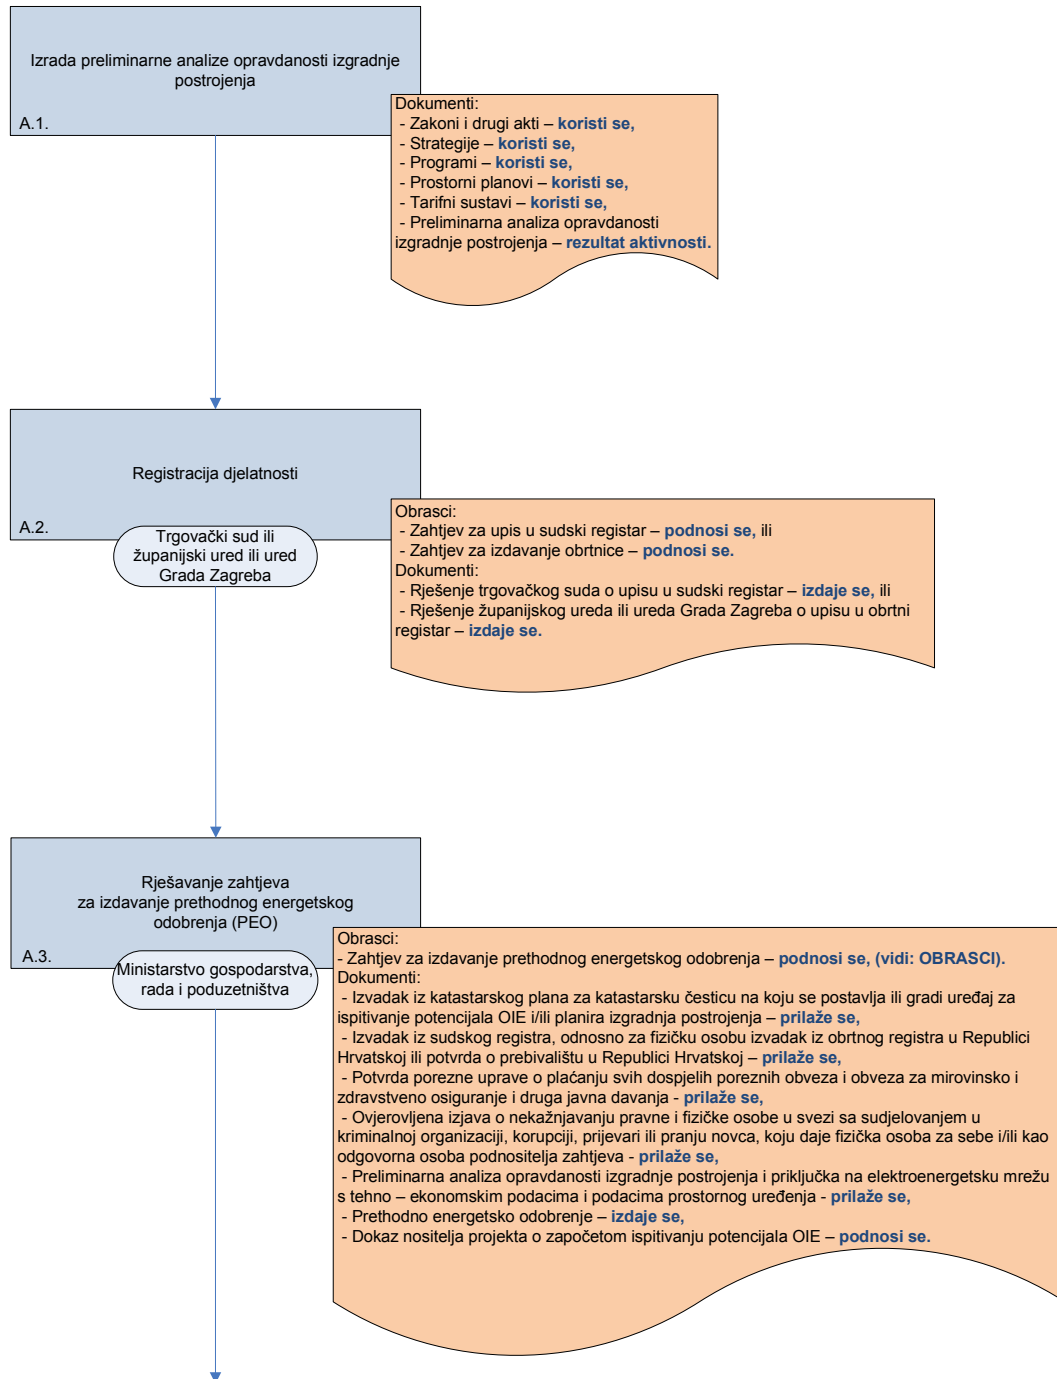 Izrada preliminarne analize opravdanosti izgradnje
postrojenja
A.1.
Dokumenti:
- Zakoni i drugi akti – koristi se,
- Strategije – koristi se,
- Programi – koristi se,
- Prostorni planovi – koristi se,
- Tarifni sustavi – koristi se,
- Preliminarna analiza opravdanosti
izgradnje postrojenja – rezultat aktivnosti.
Registracija djelatnosti
A.2.
Trgovački sud ili
županijski ured ili ured
Grada Zagreba
Obrasci:
- Zahtjev za upis u sudski registar – podnosi se, ili
- Zahtjev za izdavanje obrtnice – podnosi se.
Dokumenti:
- Rješenje trgovačkog suda o upisu u sudski registar – izdaje se, ili
- Rješenje županijskog ureda ili ureda Grada Zagreba o upisu u obrtni
registar – izdaje se.
Rješavanje zahtjeva
za izdavanje prethodnog energetskog
odobrenja (PEO)
A.3.
Ministarstvo gospodarstva,
rada i poduzetništva
Obrasci:
- Zahtjev za izdavanje prethodnog energetskog odobrenja – podnosi se, (vidi: OBRASCI).
Dokumenti:
- Izvadak iz katastarskog plana za katastarsku česticu na koju se postavlja ili gradi uređaj za
ispitivanje potencijala OIE i/ili planira izgradnja postrojenja – prilaže se,
- Izvadak iz sudskog registra, odnosno za fizičku osobu izvadak iz obrtnog registra u Republici
Hrvatskoj ili potvrda o prebivalištu u Republici Hrvatskoj – prilaže se,
- Potvrda porezne uprave o plaćanju svih dospjelih poreznih obveza i obveza za mirovinsko i
zdravstveno osiguranje i druga javna davanja - prilaže se,
- Ovjerovljena izjava o nekažnjavanju pravne i fizičke osobe u svezi sa sudjelovanjem u
kriminalnoj organizaciji, korupciji, prijevari ili pranju novca, koju daje fizička osoba za sebe i/ili kao
odgovorna osoba podnositelja zahtjeva - prilaže se,
- Preliminarna analiza opravdanosti izgradnje postrojenja i priključka na elektroenergetsku mrežu
s tehno – ekonomskim podacima i podacima prostornog uređenja - prilaže se,
- Prethodno energetsko odobrenje – izdaje se,
- Dokaz nositelja projekta o započetom ispitivanju potencijala OIE – podnosi se.